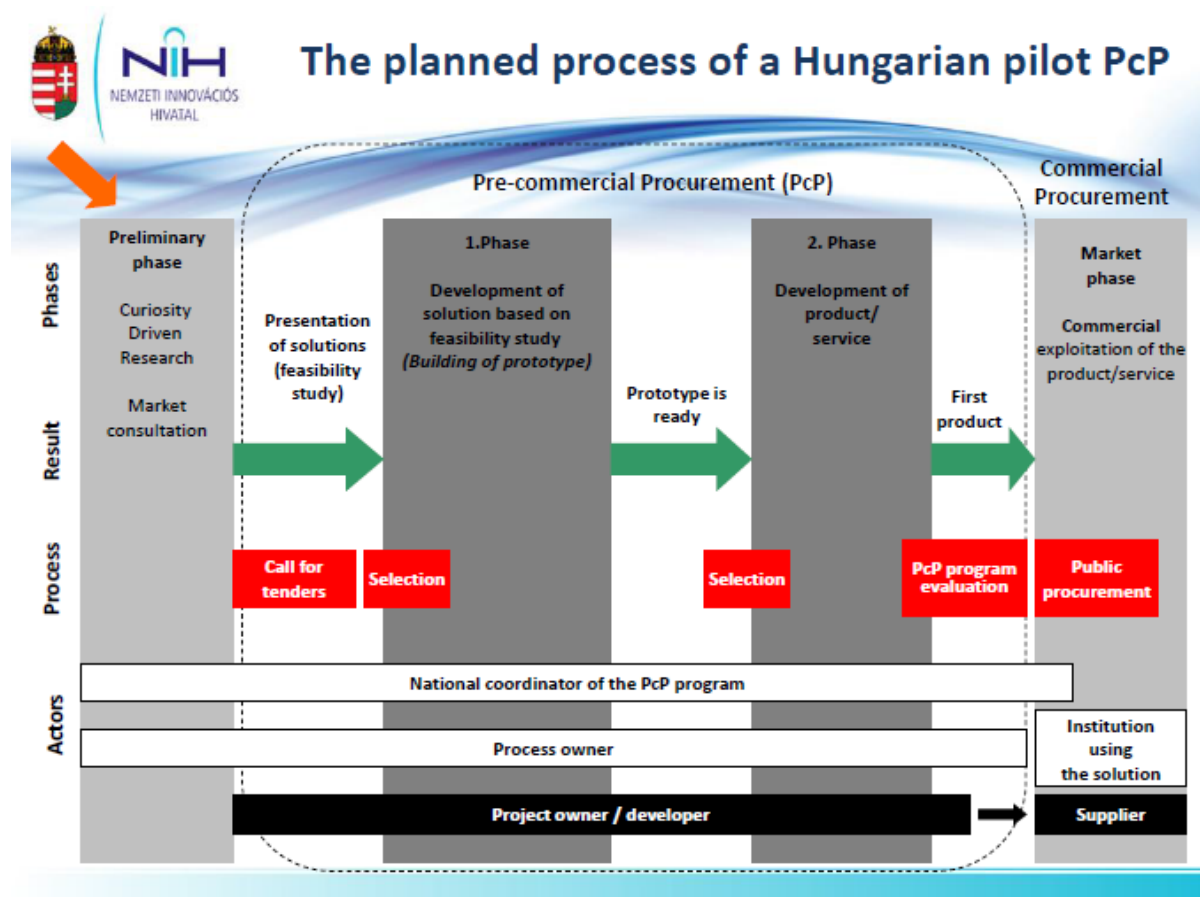 NIH
NEMZETI INNOVÁCIÓS
HIVATAL
The planned process of a Hungarian pilot PcP
Pre-commercial Procurement (PcP)
Commercial
Procurement
Phases
Preliminary
phase
Curiosity
Driven
Research
Market
consultation
Presentation
of solutions
(feasibility
study)
1.Phase
Development of
solution based on
feasibility study
(Building of prototype)
Prototype is
ready
2. Phase
Development of
product/
service
First
product
Market
phase
Commercial
exploitation of the
product/service
Result
Process
Call for
tenders
Selection
Selection
PcP program
evaluation
Public
procurement
Actors
National coordinator of the PcP program
Process owner
Institution
using
the solution
Project owner / developer
Supplier